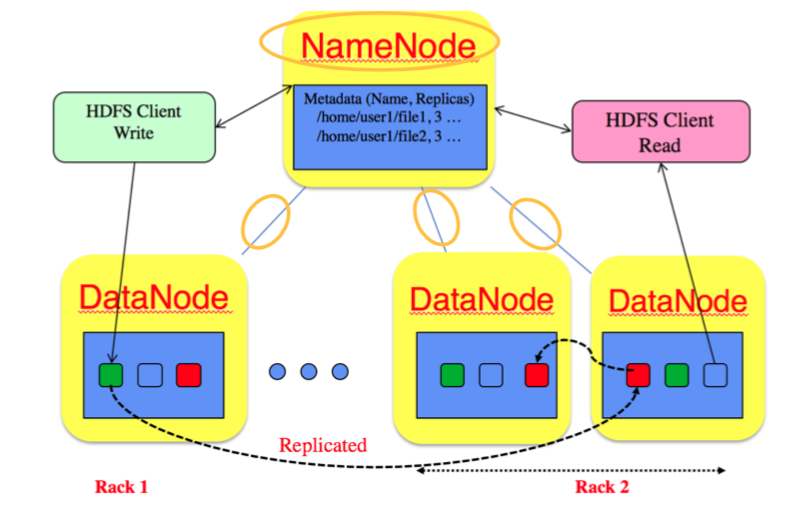 NameNode
Metadata (Name, Replicas)
/home/user1/file1, 3 ...
/home/user1/file2, 3 ...
HDFS Client
Write
HDFS Client
Read
DataNode
DataNode
DataNode
Replicated
Rack 1
Rack 2